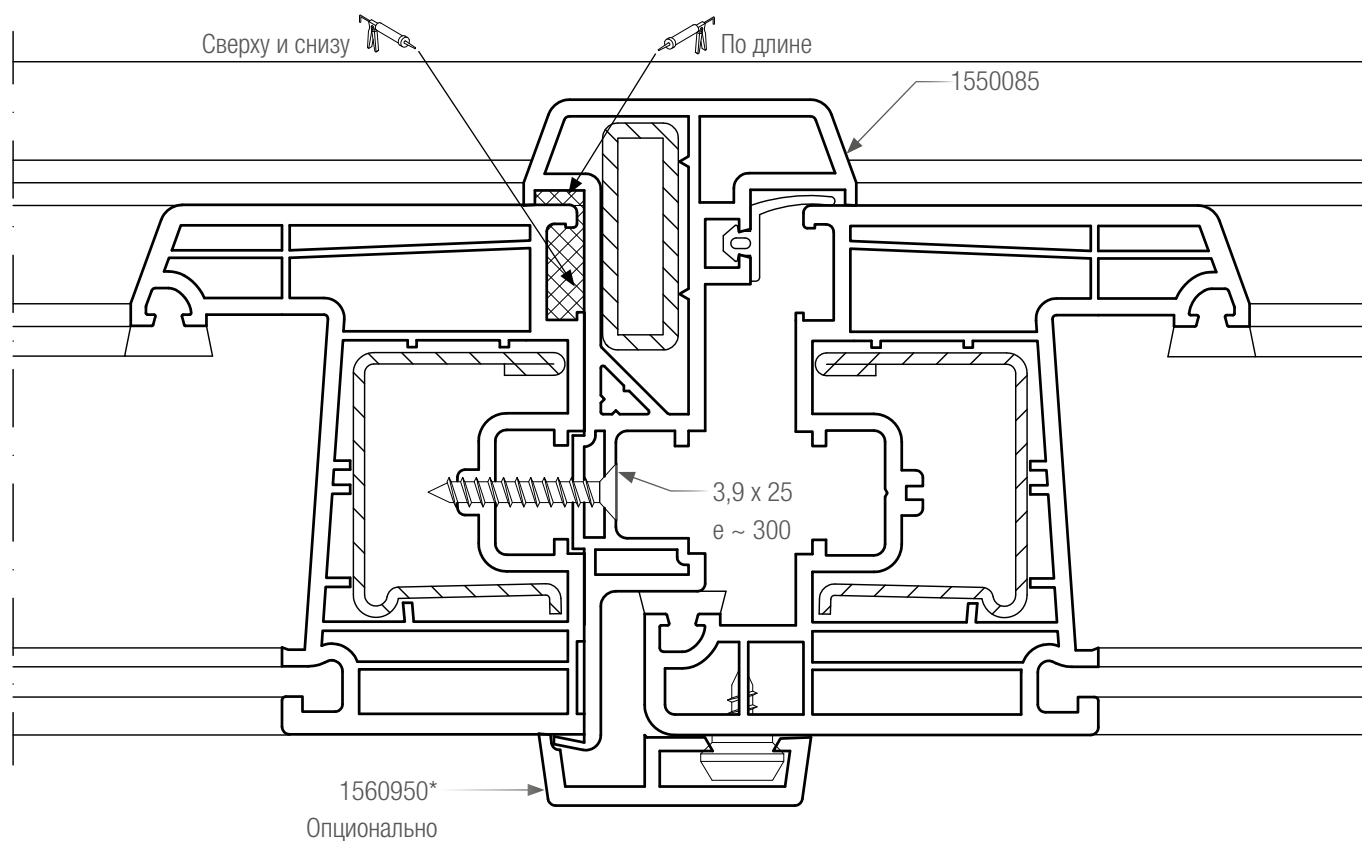 Сверху и снизу
По длине
1550085
3,9 x 25
e ~ 300
1560950*
Опционально